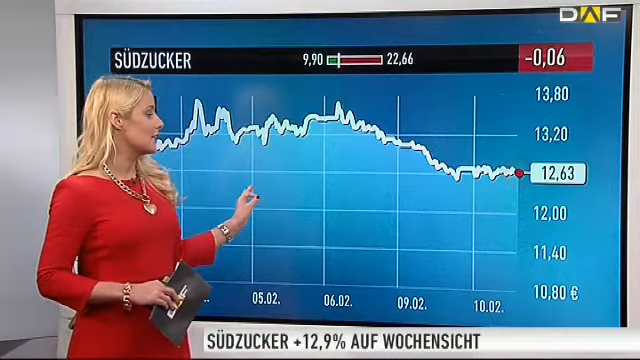 DAF
SÜDZUCKER 9,90 22,66 -0,06
13,80
13,20
12,63
12,00
11,40
10,80 €
05.02. 06.02. 09.02. 10.02.
SÜDZUCKER +12,9% AUF WOCHENSICHT